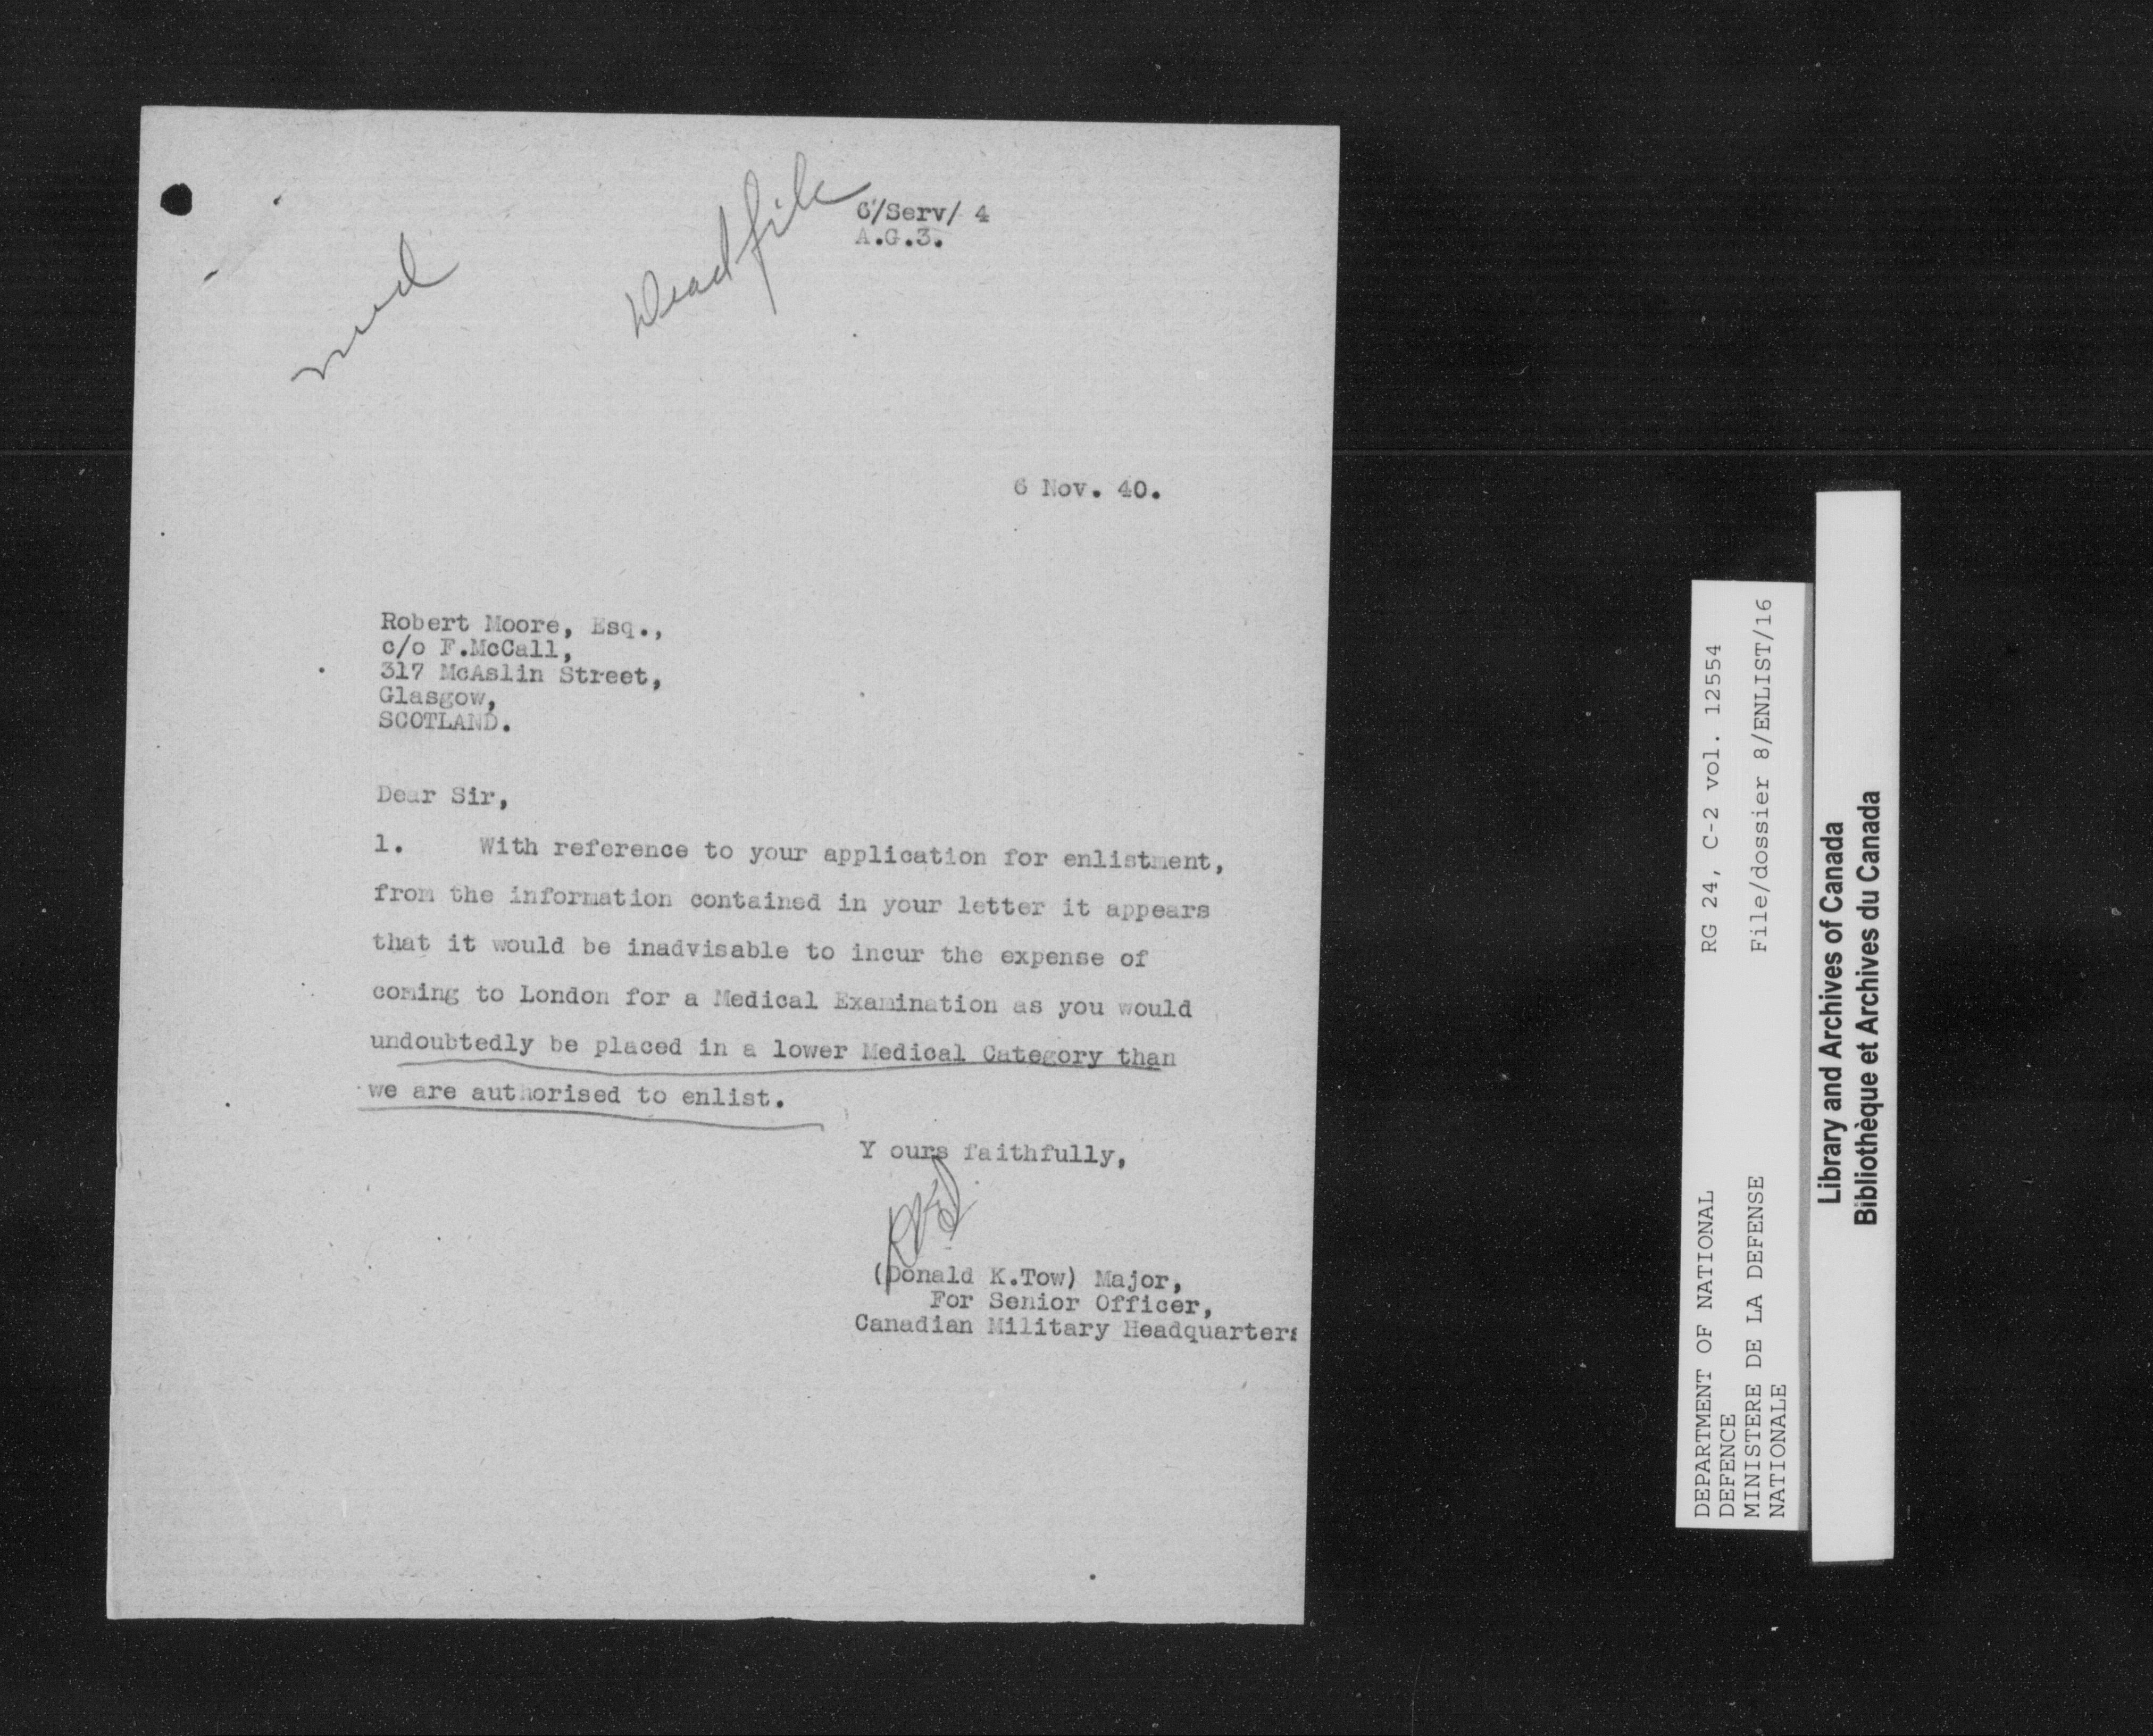 med
Dead file
6/Serv/ 4
A.G.3.
6 Nov. 40.
Robert Moore, Esq.,
c/o F.McCall,
317 McAslin Street,
Glasgow,
SCOTLAND.
Dear Sir,
1. With reference to your application for enlistment,
from the information contained in your letter it appears
that it would be inadvisable to incur the expense of
coming to London for a Medical Examination as you would
undoubtedly be placed in a lower Medical Category than
we are authorised to enlist.
Y ours faithfully,
(Donald K.Tow) Major,
For Senior Officer,
Canadian Military Headquarters
DEPARTMENT OF NATIONAL
DEFENCE
MINISTERE DE LA DEFENSE
NATIONALE
RG 24, C-2 vol. 12554
File/dossier 8/ENLIST/16
Library and Archives of Canada
Bibliothèque et Archives du Canada